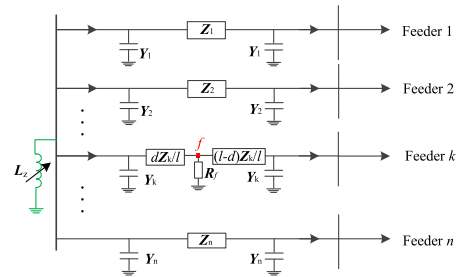 Z1 Y1 Y1 Feeder 1
Z2 Y2 Y2 Feeder 2
Lz dZk/l f (l-d)Zk/l Rf Yk Yk Feeder k
Zn Yn Yn Feeder n